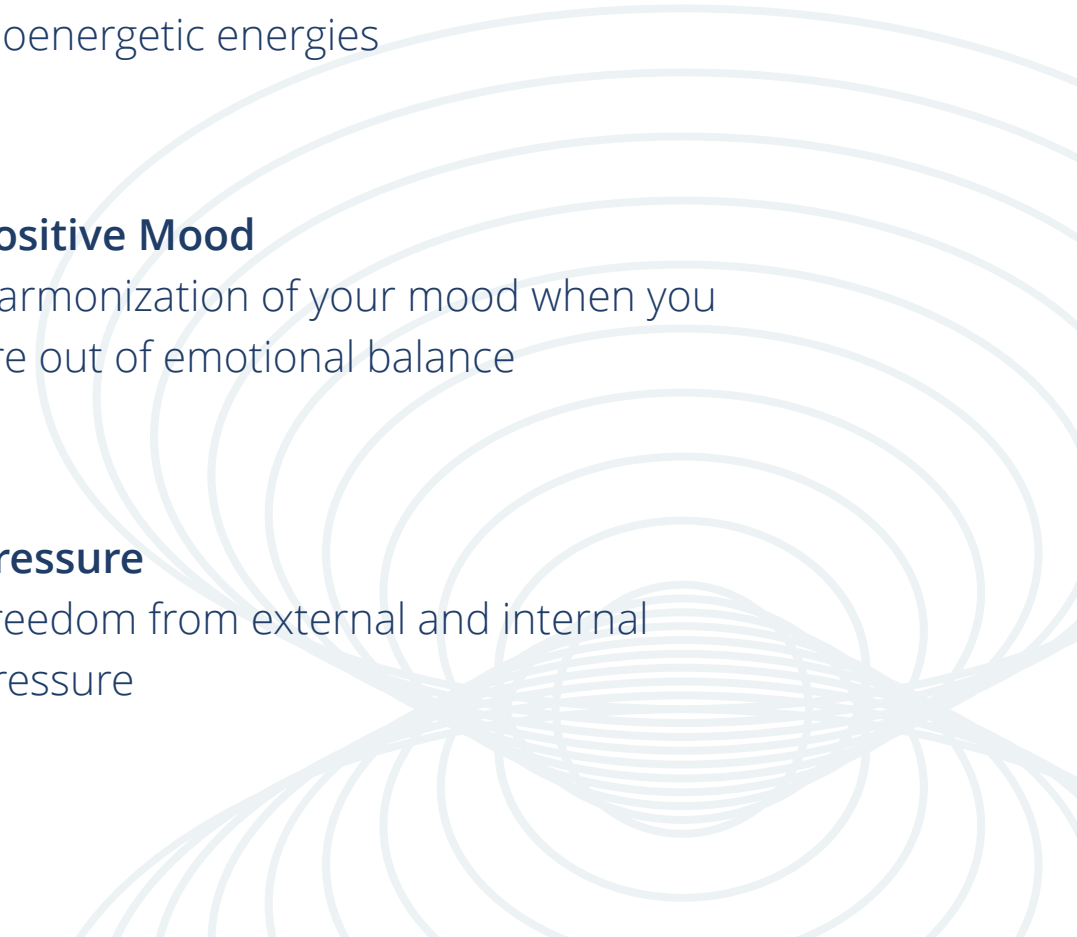 oenergetic energies
ositive Mood
armonization of your mood when you
re out of emotional balance
ressure
reedom from external and internal
ressure